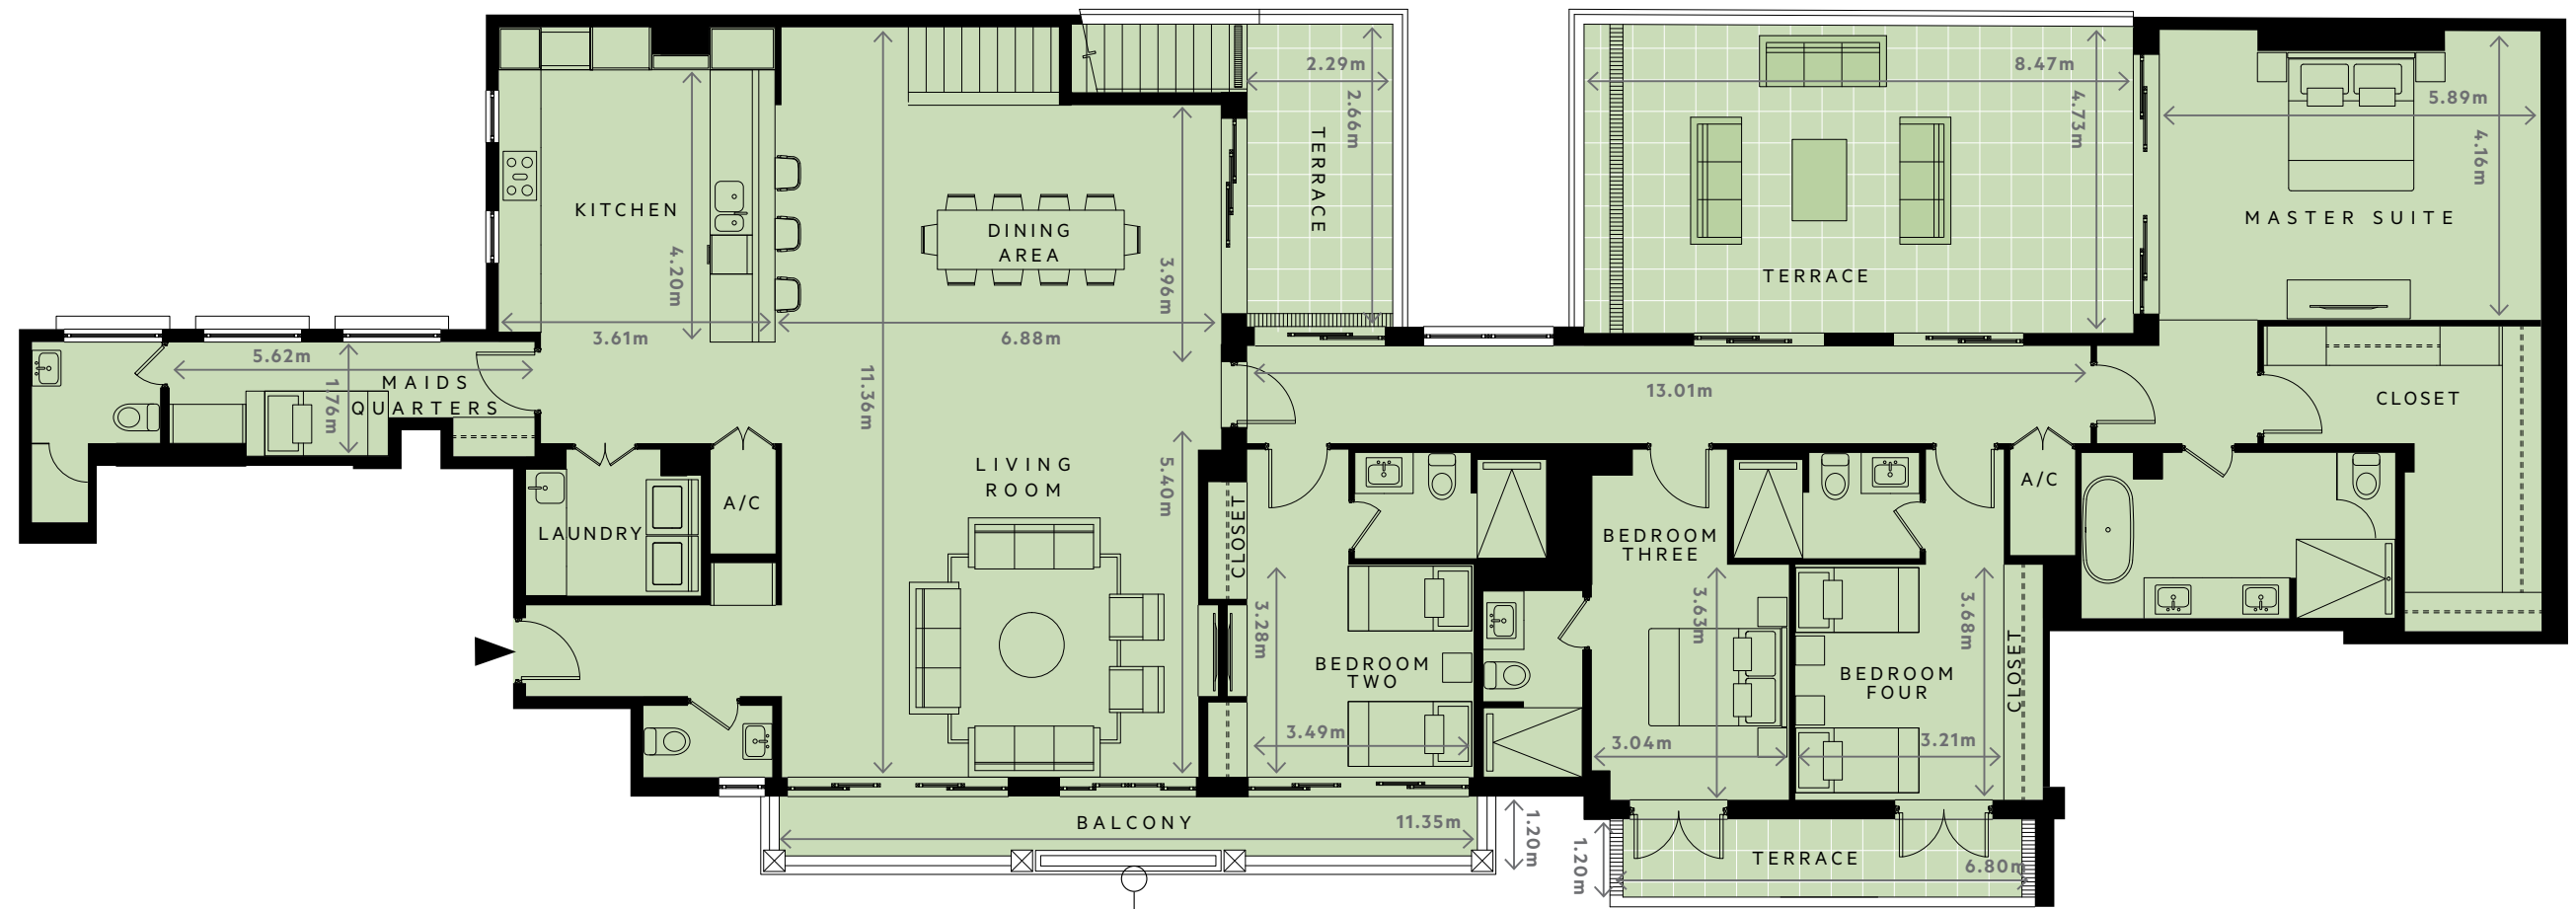 2.29m
2.66m
TERRACE
8.47m
4.73m
TERRACE
5.89m
4.16m
MASTER SUITE
KITCHEN
4.20m
3.61m
DINING
AREA
3.96m
6.88m
11.36m
5.62m
1.76m
MAIDS
QUARTERS
13.01m
CLOSET
LIVING
ROOM
5.40m
LAUNDRY
A/C
CLOSET
3.28m
BEDROOM
TWO
3.49m
BEDROOM
THREE
3.63m
3.04m
A/C
3.68m
BEDROOM
FOUR
3.21m
CLOSET
BALCONY
11.35m
1.20m
1.20m
TERRACE
6.80m